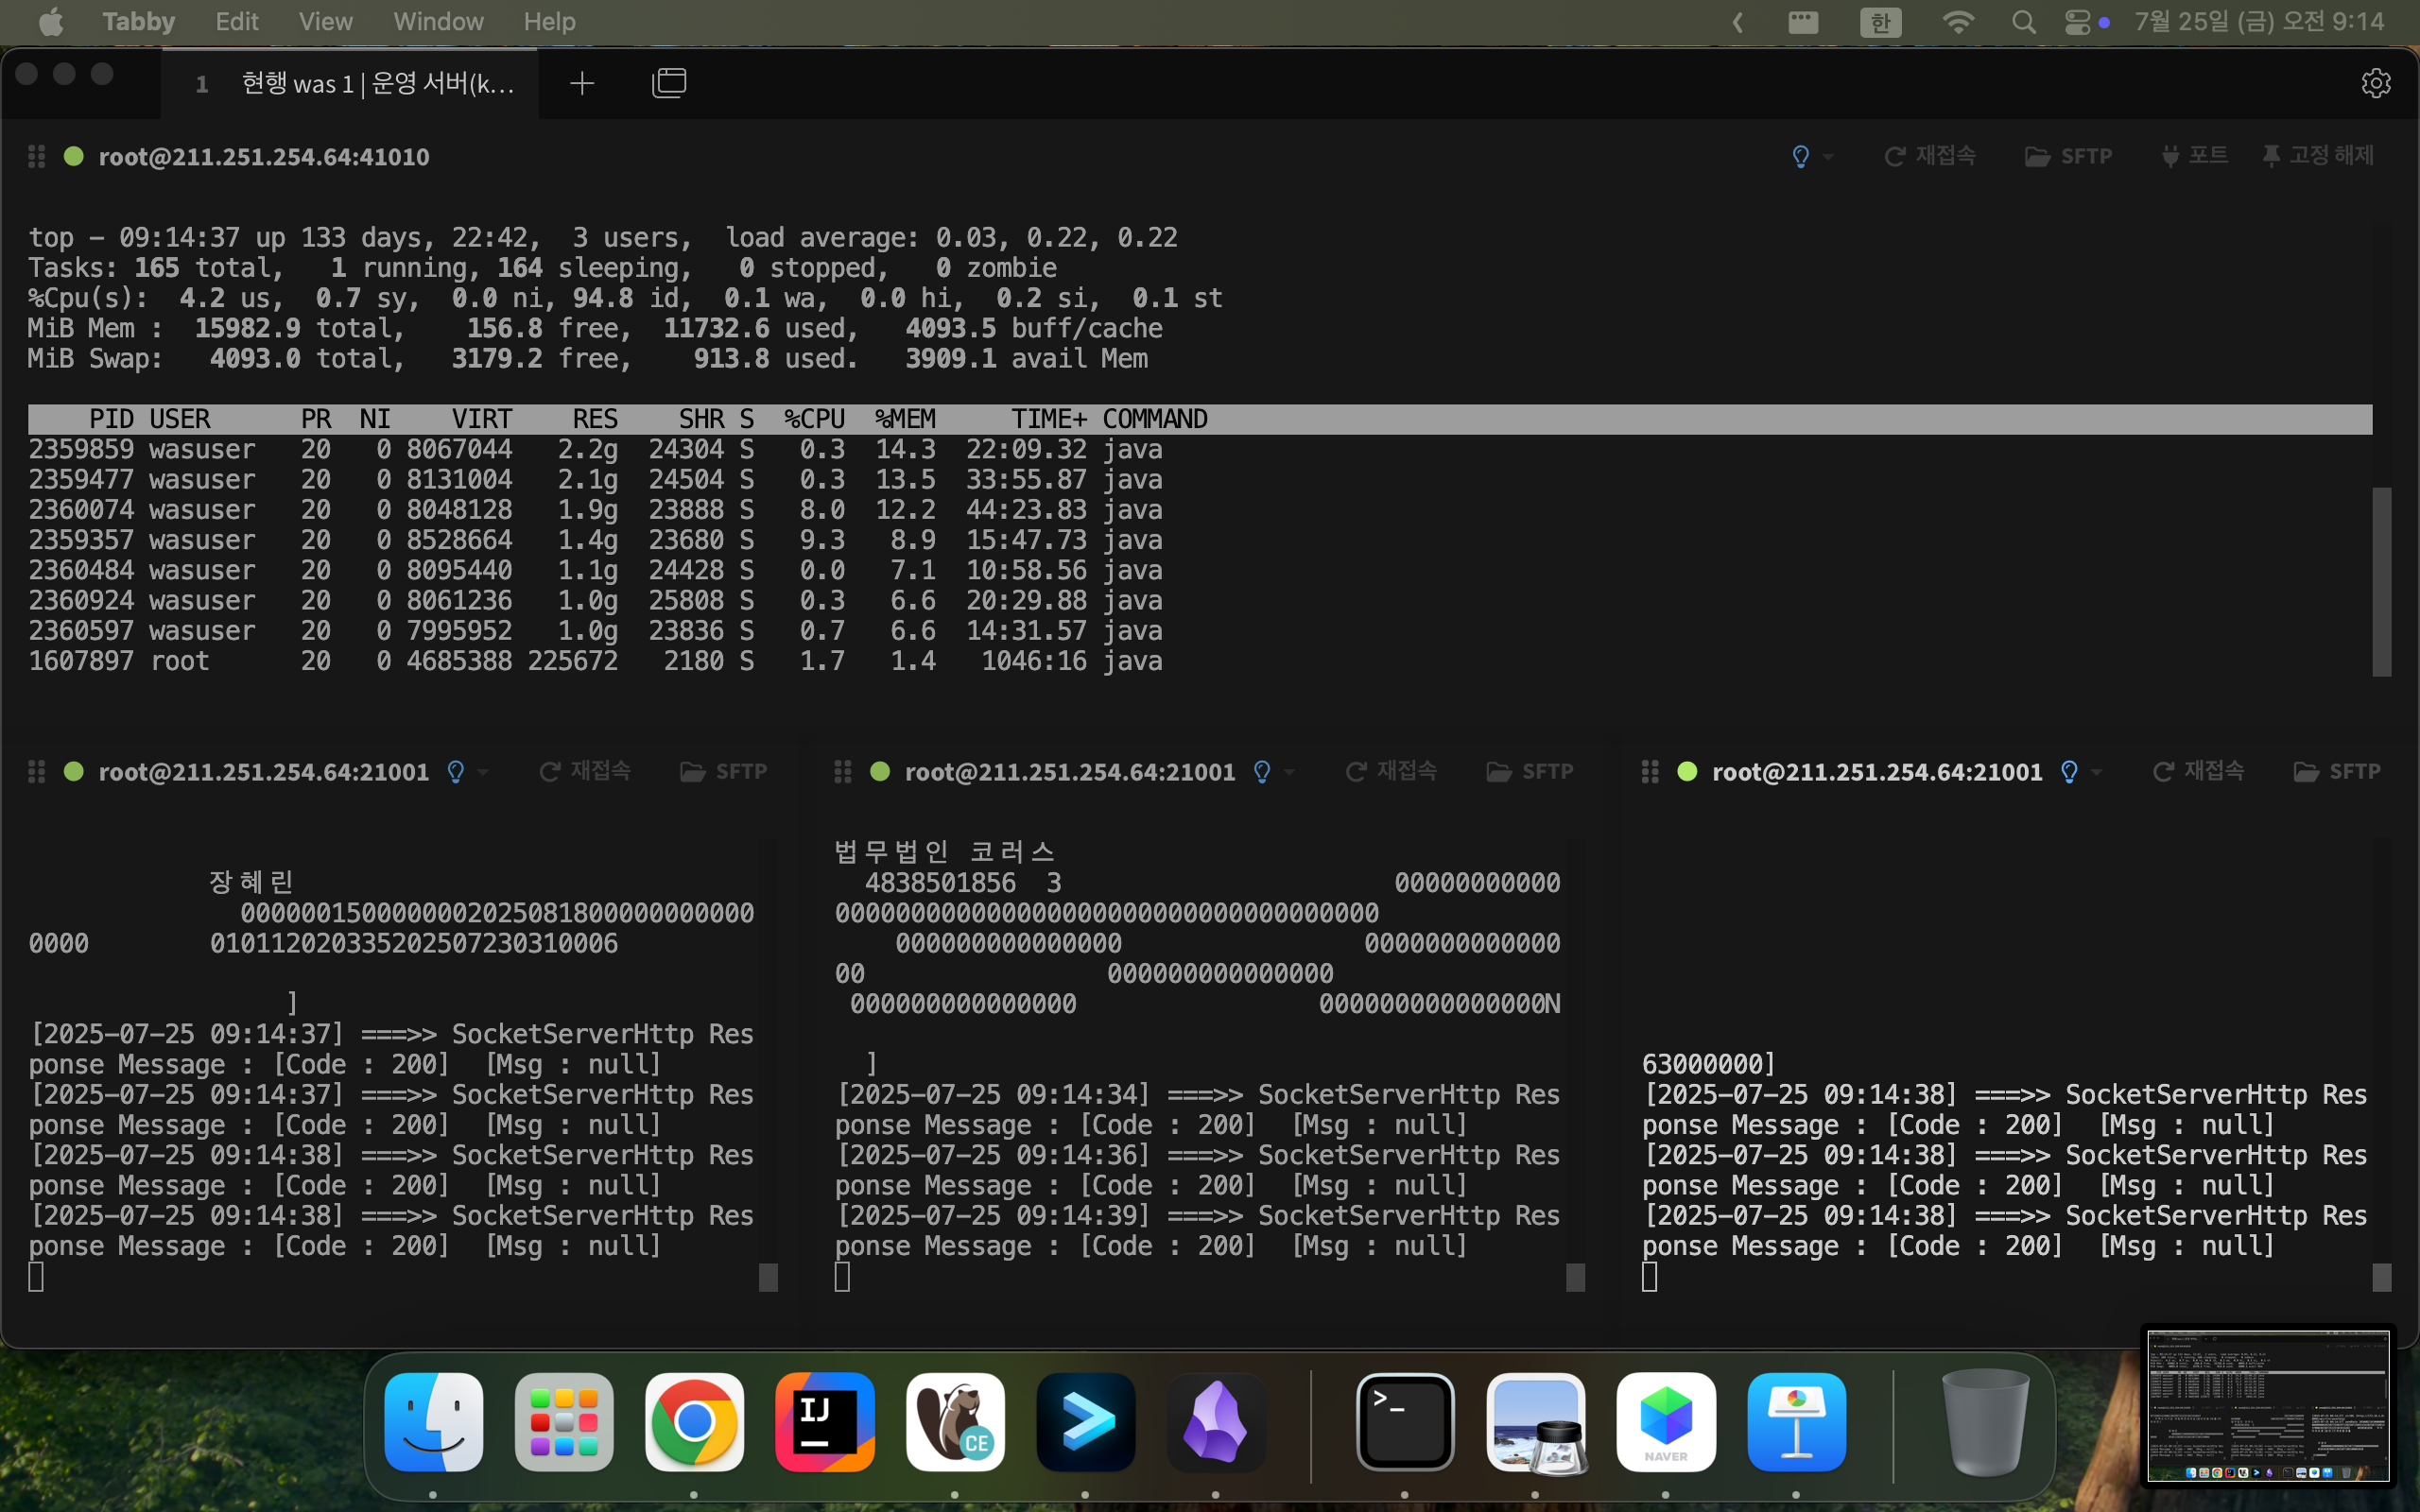 Tabby Edit View Window Help 한 7월 25일 (금) 오전 9:14
1 현행 was 1 | 운영 서버(k...
root@211.251.254.64:41010 재접속 SFTP 포트 고정 해제
top - 09:14:37 up 133 days, 22:42, 3 users, load average: 0.03, 0.22, 0.22
Tasks: 165 total, 1 running, 164 sleeping, 0 stopped, 0 zombie
%Cpu(s): 4.2 us, 0.7 sy, 0.0 ni, 94.8 id, 0.1 wa, 0.0 hi, 0.2 si, 0.1 st
MiB Mem : 15982.9 total, 156.8 free, 11732.6 used, 4093.5 buff/cache
MiB Swap: 4093.0 total, 3179.2 free, 913.8 used. 3909.1 avail Mem
PID USER PR NI VIRT RES SHR S %CPU %MEM TIME+ COMMAND
2359859 wasuser 20 0 8067044 2.2g 24304 S 0.3 14.3 22:09.32 java
2359477 wasuser 20 0 8131004 2.1g 24504 S 0.3 13.5 33:55.87 java
2360074 wasuser 20 0 8048128 1.9g 23888 S 8.0 12.2 44:23.83 java
2359357 wasuser 20 0 8528664 1.4g 23680 S 9.3 8.9 15:47.73 java
2360484 wasuser 20 0 8095440 1.1g 24428 S 0.0 7.1 10:58.56 java
2360924 wasuser 20 0 8061236 1.0g 25808 S 0.3 6.6 20:29.88 java
2360597 wasuser 20 0 7995952 1.0g 23836 S 0.7 6.6 14:31.57 java
1607897 root 20 0 4685388 225672 2180 S 1.7 1.4 1046:16 java
root@211.251.254.64:21001 재접속 SFTP
장혜린
0000001500000002025081800000000000
0000 010112020335202507230310006
]
[2025-07-25 09:14:37] ===>> SocketServerHttp Res
ponse Message : [Code : 200] [Msg : null]
[2025-07-25 09:14:37] ===>> SocketServerHttp Res
ponse Message : [Code : 200] [Msg : null]
[2025-07-25 09:14:38] ===>> SocketServerHttp Res
ponse Message : [Code : 200] [Msg : null]
[2025-07-25 09:14:38] ===>> SocketServerHttp Res
ponse Message : [Code : 200] [Msg : null]
root@211.251.254.64:21001 재접속 SFTP
법무법인 코러스
4838501856 3 00000000000
000000000000000000000000000000000000
000000000000000 0000000000000
00 000000000000000
000000000000000 000000000000000N
]
[2025-07-25 09:14:34] ===>> SocketServerHttp Res
ponse Message : [Code : 200] [Msg : null]
[2025-07-25 09:14:36] ===>> SocketServerHttp Res
ponse Message : [Code : 200] [Msg : null]
[2025-07-25 09:14:39] ===>> SocketServerHttp Res
ponse Message : [Code : 200] [Msg : null]
root@211.251.254.64:21001 재접속 SFTP
63000000]
[2025-07-25 09:14:38] ===>> SocketServerHttp Res
ponse Message : [Code : 200] [Msg : null]
[2025-07-25 09:14:38] ===>> SocketServerHttp Res
ponse Message : [Code : 200] [Msg : null]
[2025-07-25 09:14:38] ===>> SocketServerHttp Res
ponse Message : [Code : 200] [Msg : null]
IJ
CE
>_
NAVER